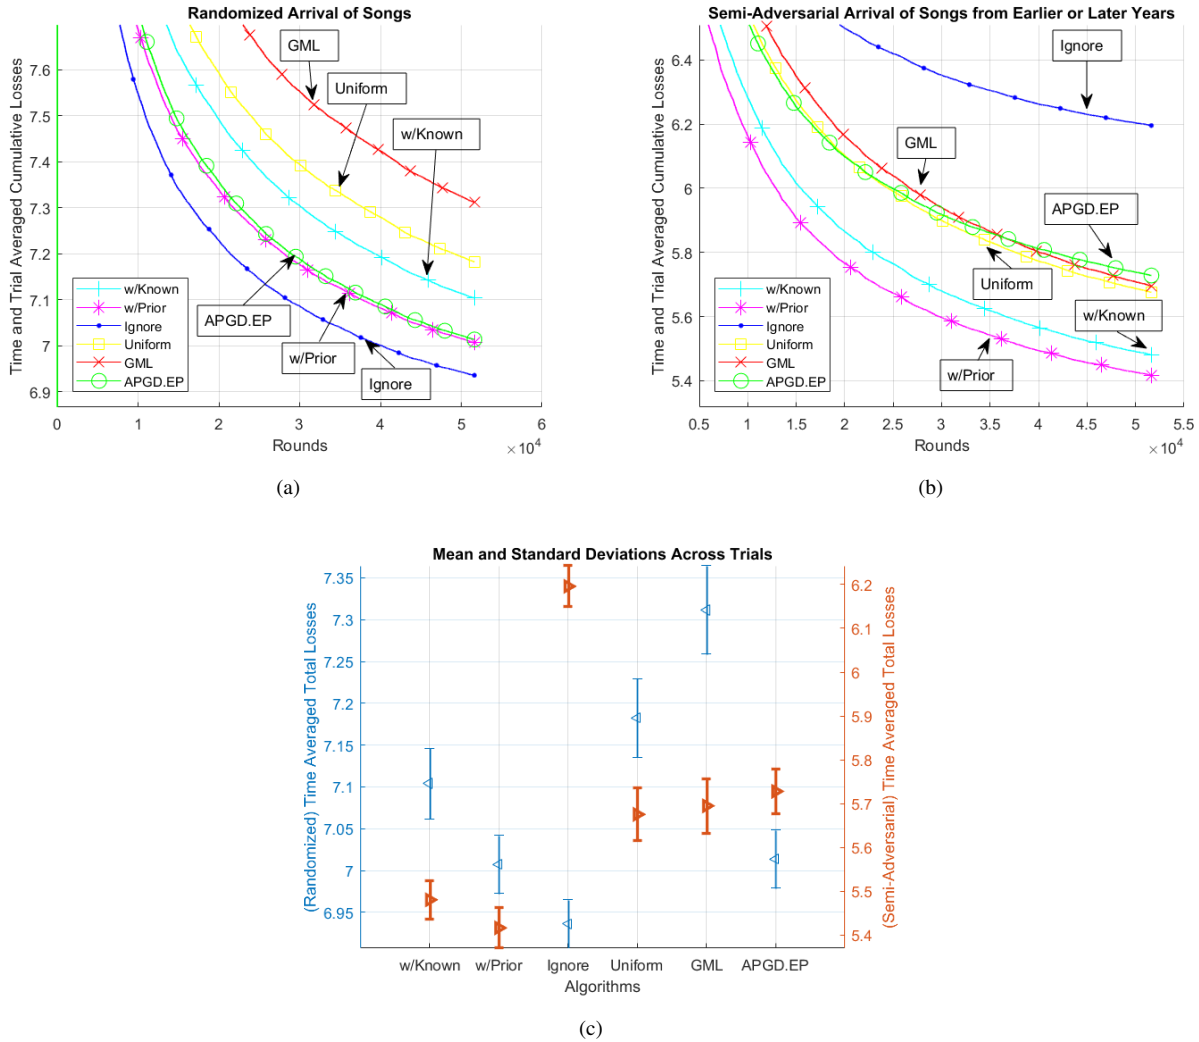 Randomized Arrival of Songs
Time and Trial Averaged Cumulative Losses
7.6
7.5
7.4
7.3
7.2
7.1
7
6.9
GML
Uniform
w/Known
APGD.EP
w/Prior
Ignore
w/Known
w/Prior
Ignore
Uniform
GML
APGD.EP
0 1 2 3 4 5 6
Rounds
×10^4
(a)
Semi-Adversarial Arrival of Songs from Earlier or Later Years
Time and Trial Averaged Cumulative Losses
6.4
6.2
6
5.8
5.6
5.4
Ignore
GML
APGD.EP
Uniform
w/Known
w/Prior
w/Known
w/Prior
Ignore
Uniform
GML
APGD.EP
0.5 1 1.5 2 2.5 3 3.5 4 4.5 5 5.5
Rounds
×10^4
(b)
Mean and Standard Deviations Across Trials
(Randomized) Time Averaged Total Losses
7.35
7.3
7.25
7.2
7.15
7.1
7.05
7
6.95
6.2
6.1
6
5.9
5.8
5.7
5.6
5.5
5.4
(Semi-Adversarial) Time Averaged Total Losses
w/Known w/Prior Ignore Uniform GML APGD.EP
Algorithms
(c)